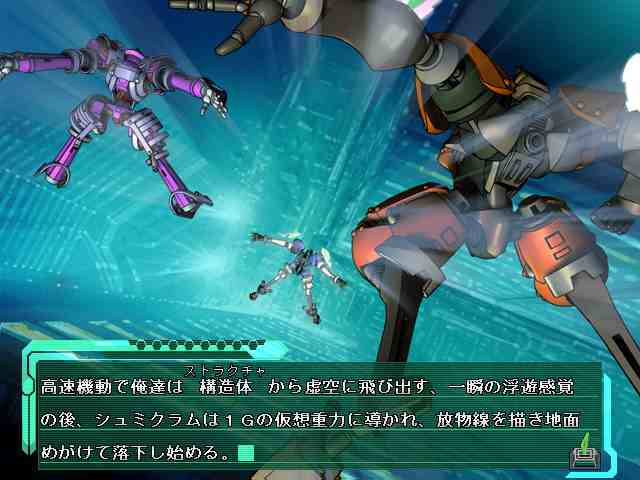 ストラクチャ
高速機動で俺達は〝構造体〟から虚空に飛び出す、一瞬の浮遊感覚
の後、シュミクラムは１Ｇの仮想重力に導かれ、放物線を描き地面
めがけて落下し始める。